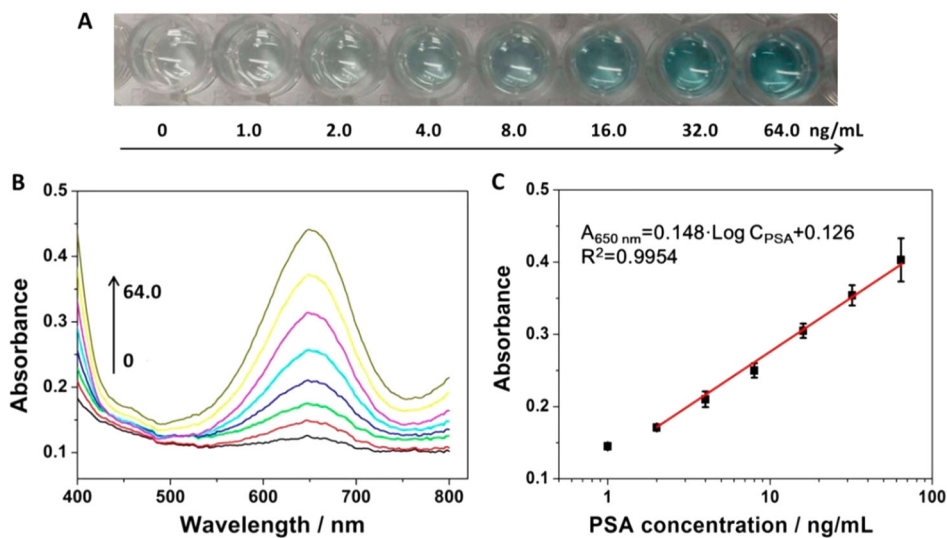 A
0 1.0 2.0 4.0 8.0 16.0 32.0 64.0 ng/mL
B
0.5
0.4
0.3
0.2
0.1
Absorbance
64.0
0
400 500 600 700 800
Wavelength / nm
C
0.5
0.4
0.3
0.2
0.1
Absorbance
A650 nm=0.148·Log CPSA+0.126
R²=0.9954
1 10 100
PSA concentration / ng/mL